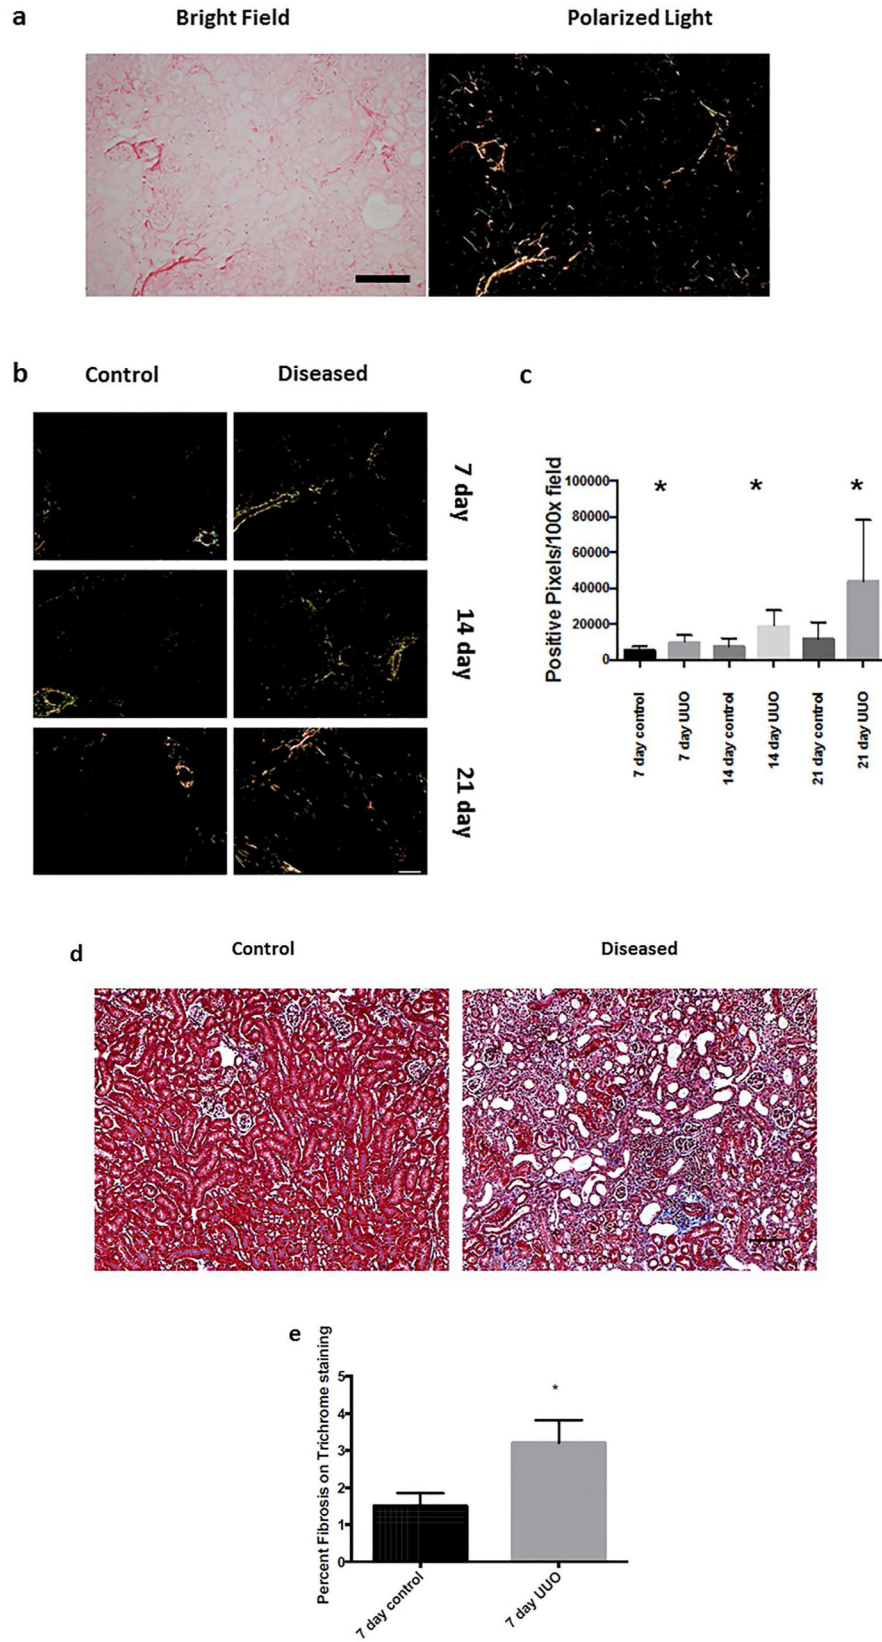 a
Bright Field
Polarized Light
b
Control
Diseased
7 day
14 day
21 day
c
Positive Pixels/100x field
100000
80000
60000
40000
20000
0
*
*
*
7 day control
7 day UUO
14 day control
14 day UUO
21 day control
21 day UUO
d
Control
Diseased
e
Percent Fibrosis on Trichrome staining
5
4
3
2
1
0
*
7 day control
7 day UUO